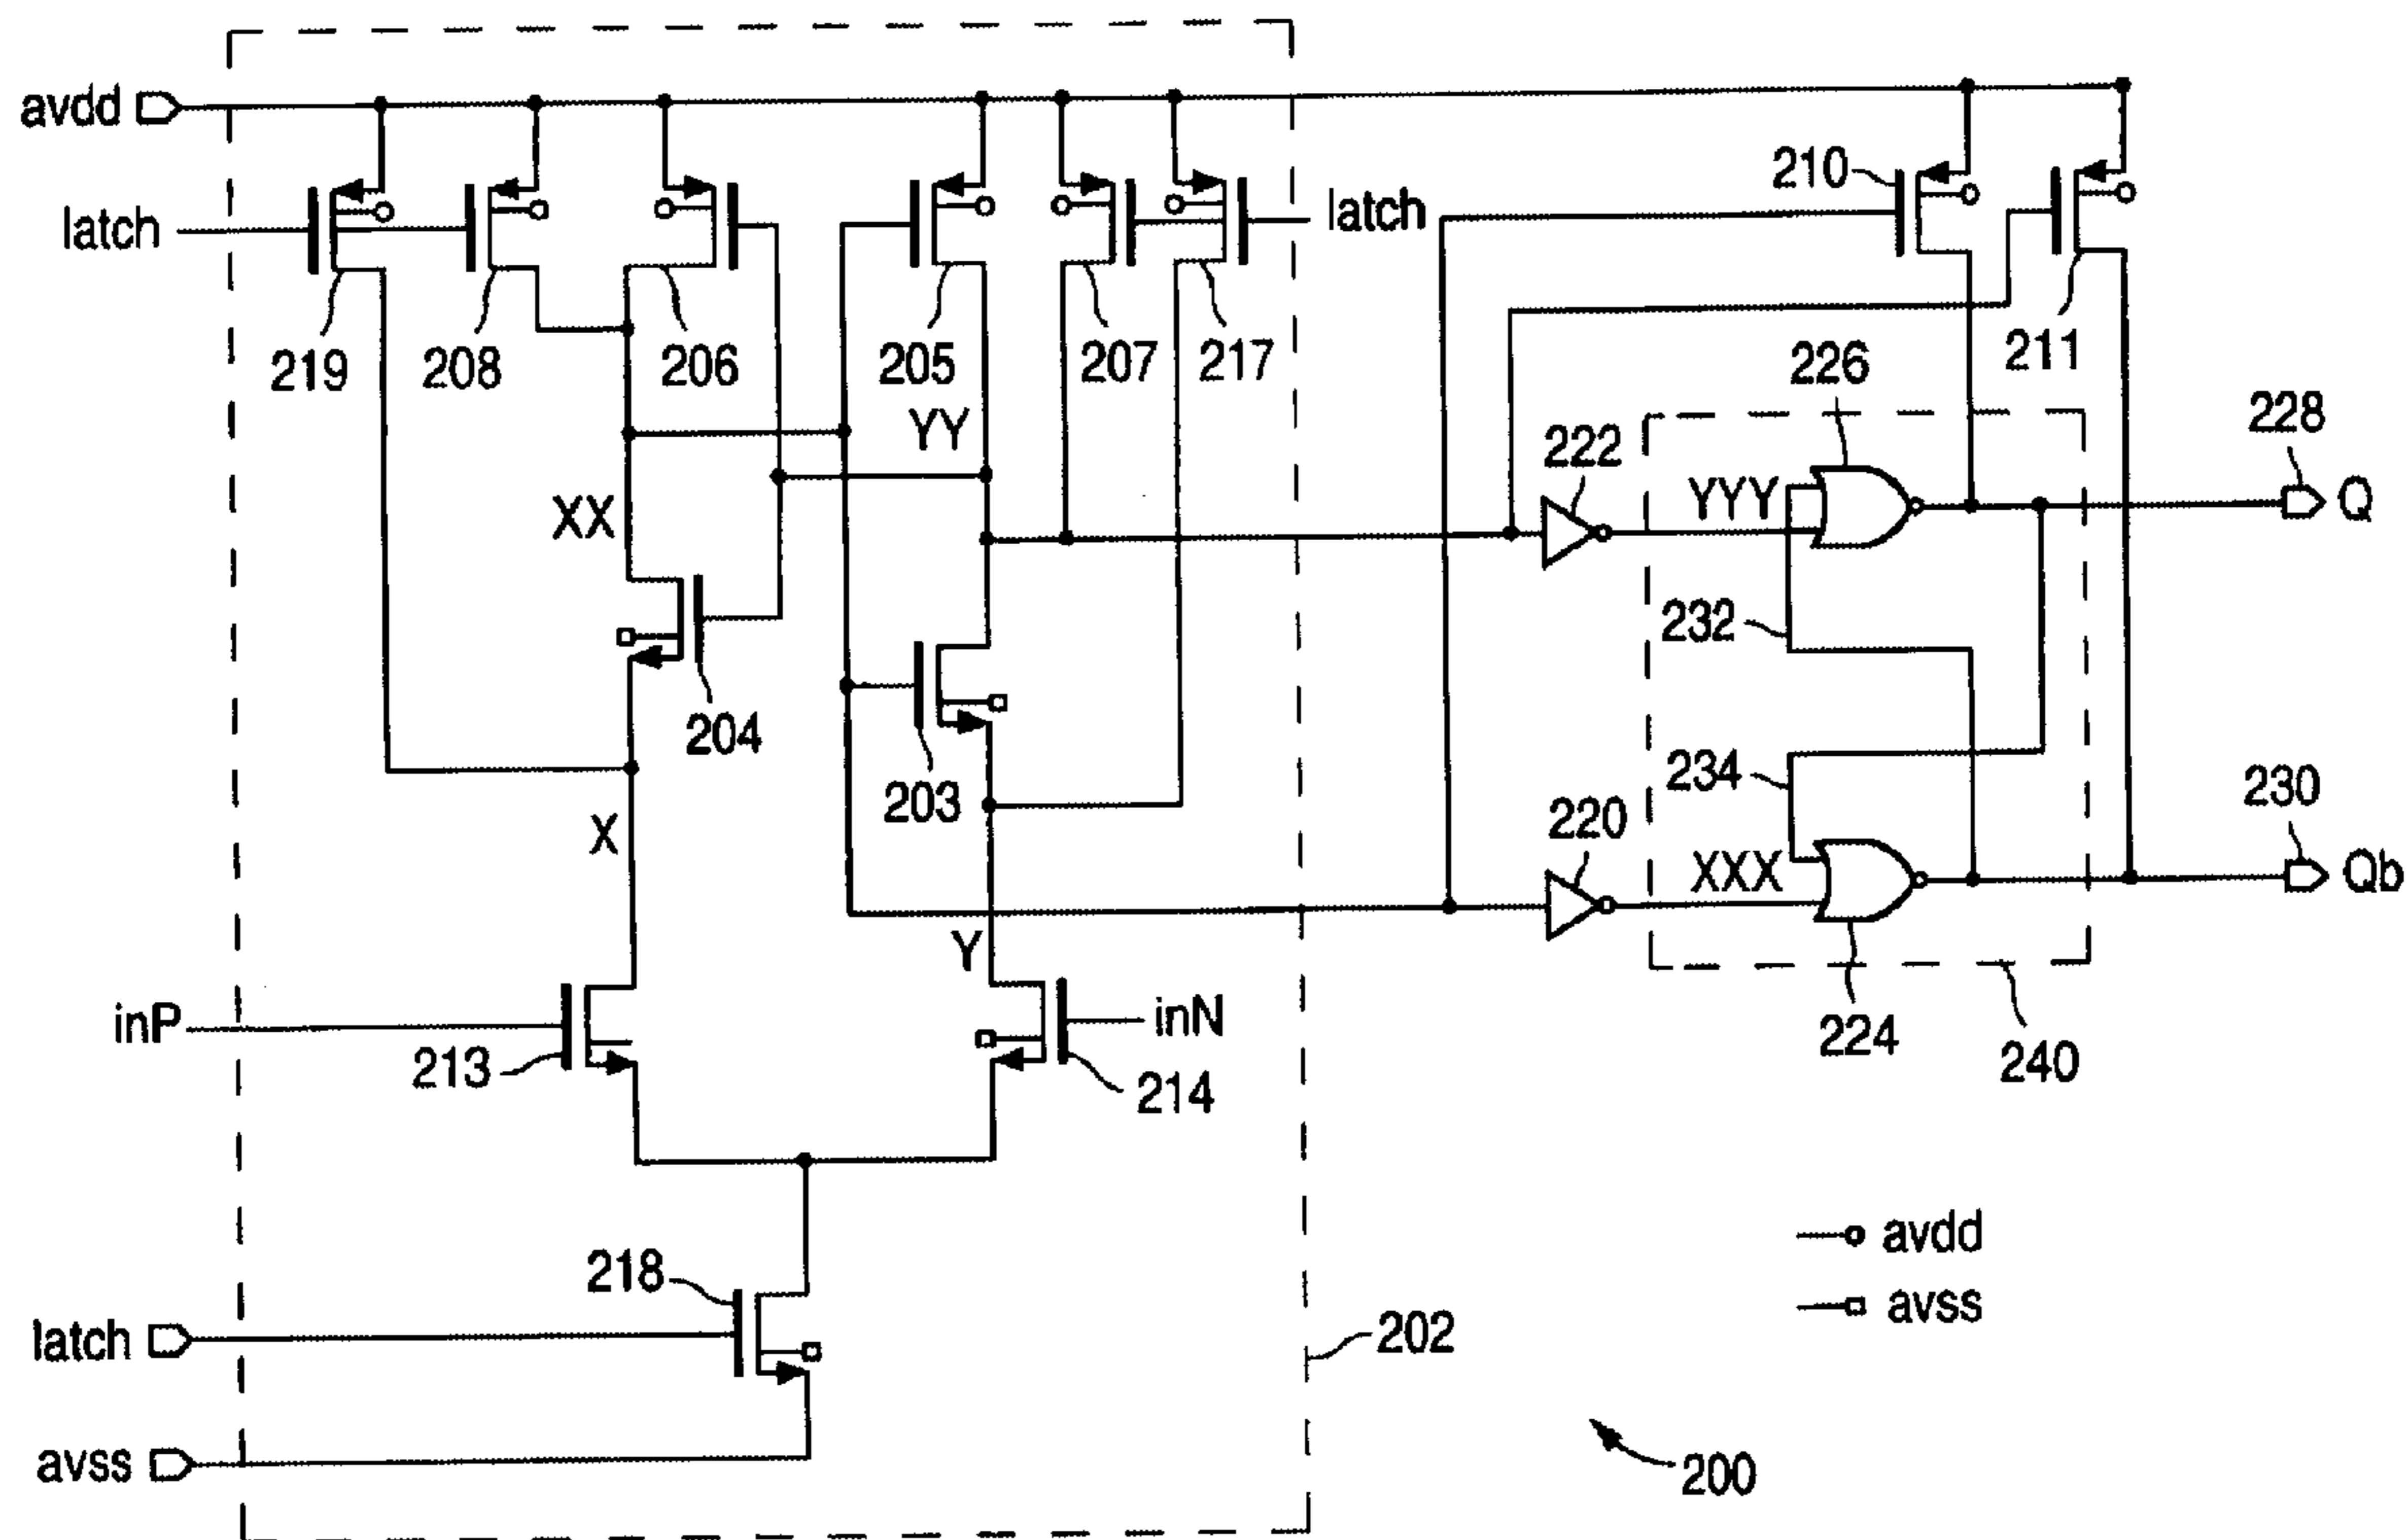 avdd
latch
219
208
206
205
207
217
latch
210
211
226
228
Q
YY
XX
222
YYY
232
204
203
234
220
XXX
230
Qb
X
Y
inP
213
inN
214
224
240
218
latch
avss
202
avdd
avss
200